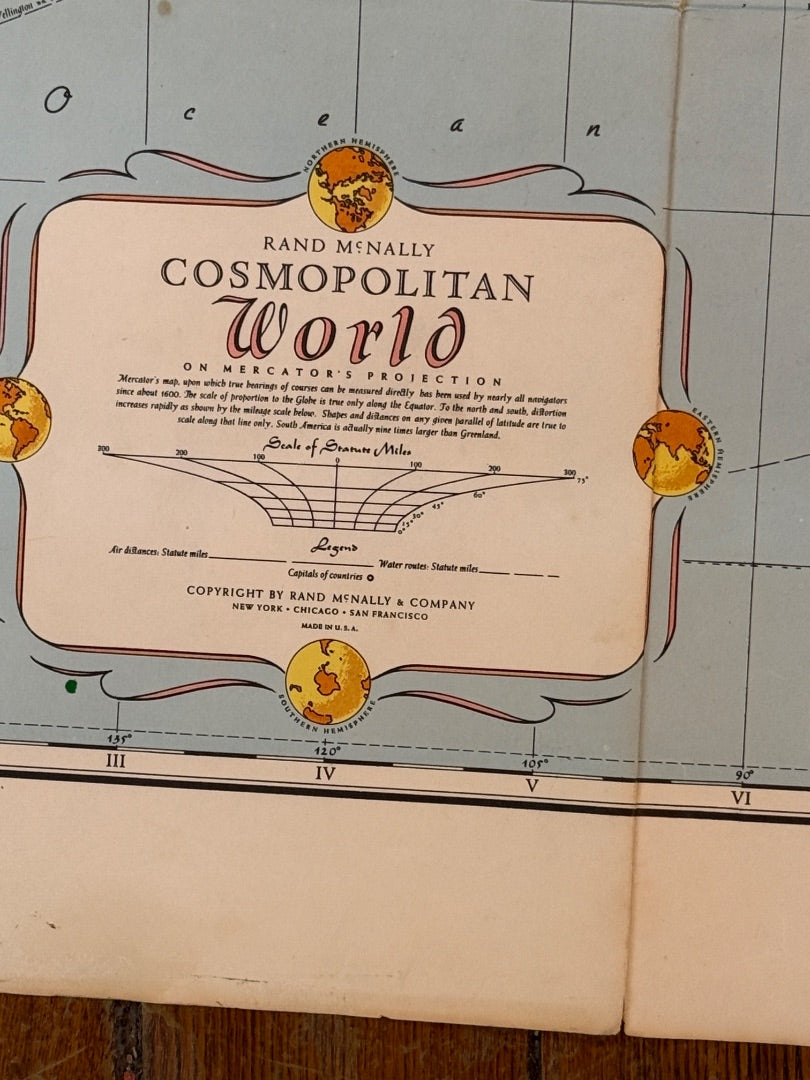 Wellington
O c e a n
NORTHERN HEMISPHERE
RAND McNALLY
COSMOPOLITAN
World
ON MERCATOR'S PROJECTION
Mercator's map, upon which true bearings of courses can be measured directly has been used by nearly all navigators
since about 1600. The scale of proportion to the Globe is true only along the Equator. To the north and south, distortion
increases rapidly as shown by the mileage scale below. Shapes and distances on any given parallel of latitude are true to
scale along that line only. South America is actually nine times larger than Greenland.
EASTERN HEMISPHERE
Scale of Statute Miles
300 200 100 0 100 200 300
75°
60°
45°
30°
15°
0°
Legend
Air distances: Statute miles
Water routes: Statute miles
Capitals of countries
COPYRIGHT BY RAND McNALLY & COMPANY
NEW YORK • CHICAGO • SAN FRANCISCO
MADE IN U.S.A.
SOUTHERN HEMISPHERE
135° 120° 105° 90°
III IV V VI